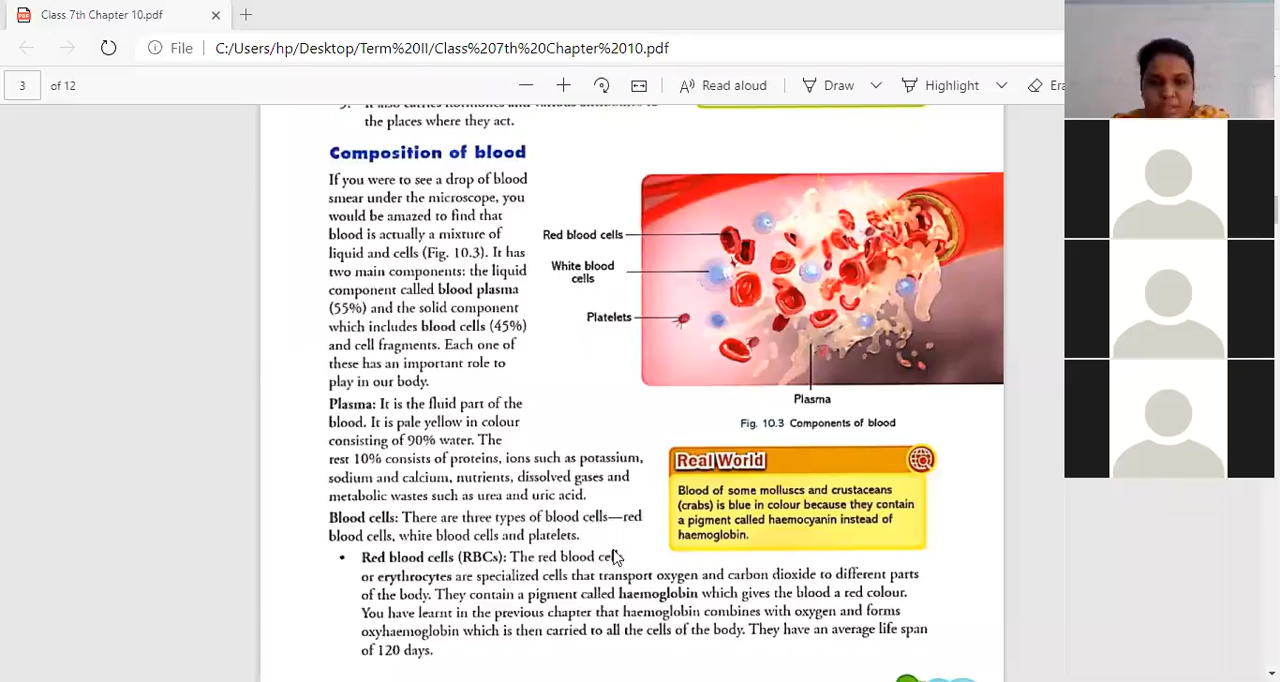 Class 7th Chapter 10.pdf
File
C:/Users/hp/Desktop/Term%20II/Class%207th%20Chapter%2010.pdf
3 of 12
Read aloud
Draw
Highlight
Era
the places where they act.
Composition of blood
If you were to see a drop of blood
smear under the microscope, you
would be amazed to find that
blood is actually a mixture of
liquid and cells (Fig. 10.3). It has
two main components: the liquid
component called blood plasma
(55%) and the solid component
which includes blood cells (45%)
and cell fragments. Each one of
these has an important role to
play in our body.
Red blood cells
White blood
cells
Platelets
Plasma
Fig. 10.3 Components of blood
Plasma: It is the fluid part of the
blood. It is pale yellow in colour
consisting of 90% water. The
rest 10% consists of proteins, ions such as potassium,
sodium and calcium, nutrients, dissolved gases and
metabolic wastes such as urea and uric acid.
Real World
Blood of some molluscs and crustaceans
(crabs) is blue in colour because they contain
a pigment called haemocyanin instead of
haemoglobin.
Blood cells: There are three types of blood cells—red
blood cells, white blood cells and platelets.
• Red blood cells (RBCs): The red blood cells
or erythrocytes are specialized cells that transport oxygen and carbon dioxide to different parts
of the body. They contain a pigment called haemoglobin which gives the blood a red colour.
You have learnt in the previous chapter that haemoglobin combines with oxygen and forms
oxyhaemoglobin which is then carried to all the cells of the body. They have an average life span
of 120 days.